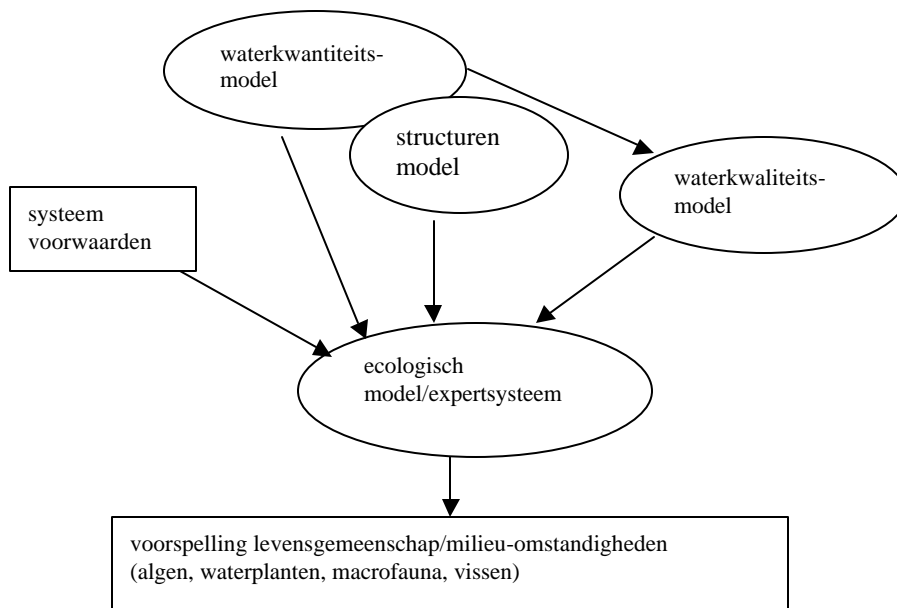 waterkwantiteits-
model
structuren
model
waterkwaliteits-
model
systeem
voorwaarden
ecologisch
model/expertsysteem
voorspelling levensgemeenschap/milieu-omstandigheden
(algen, waterplanten, macrofauna, vissen)